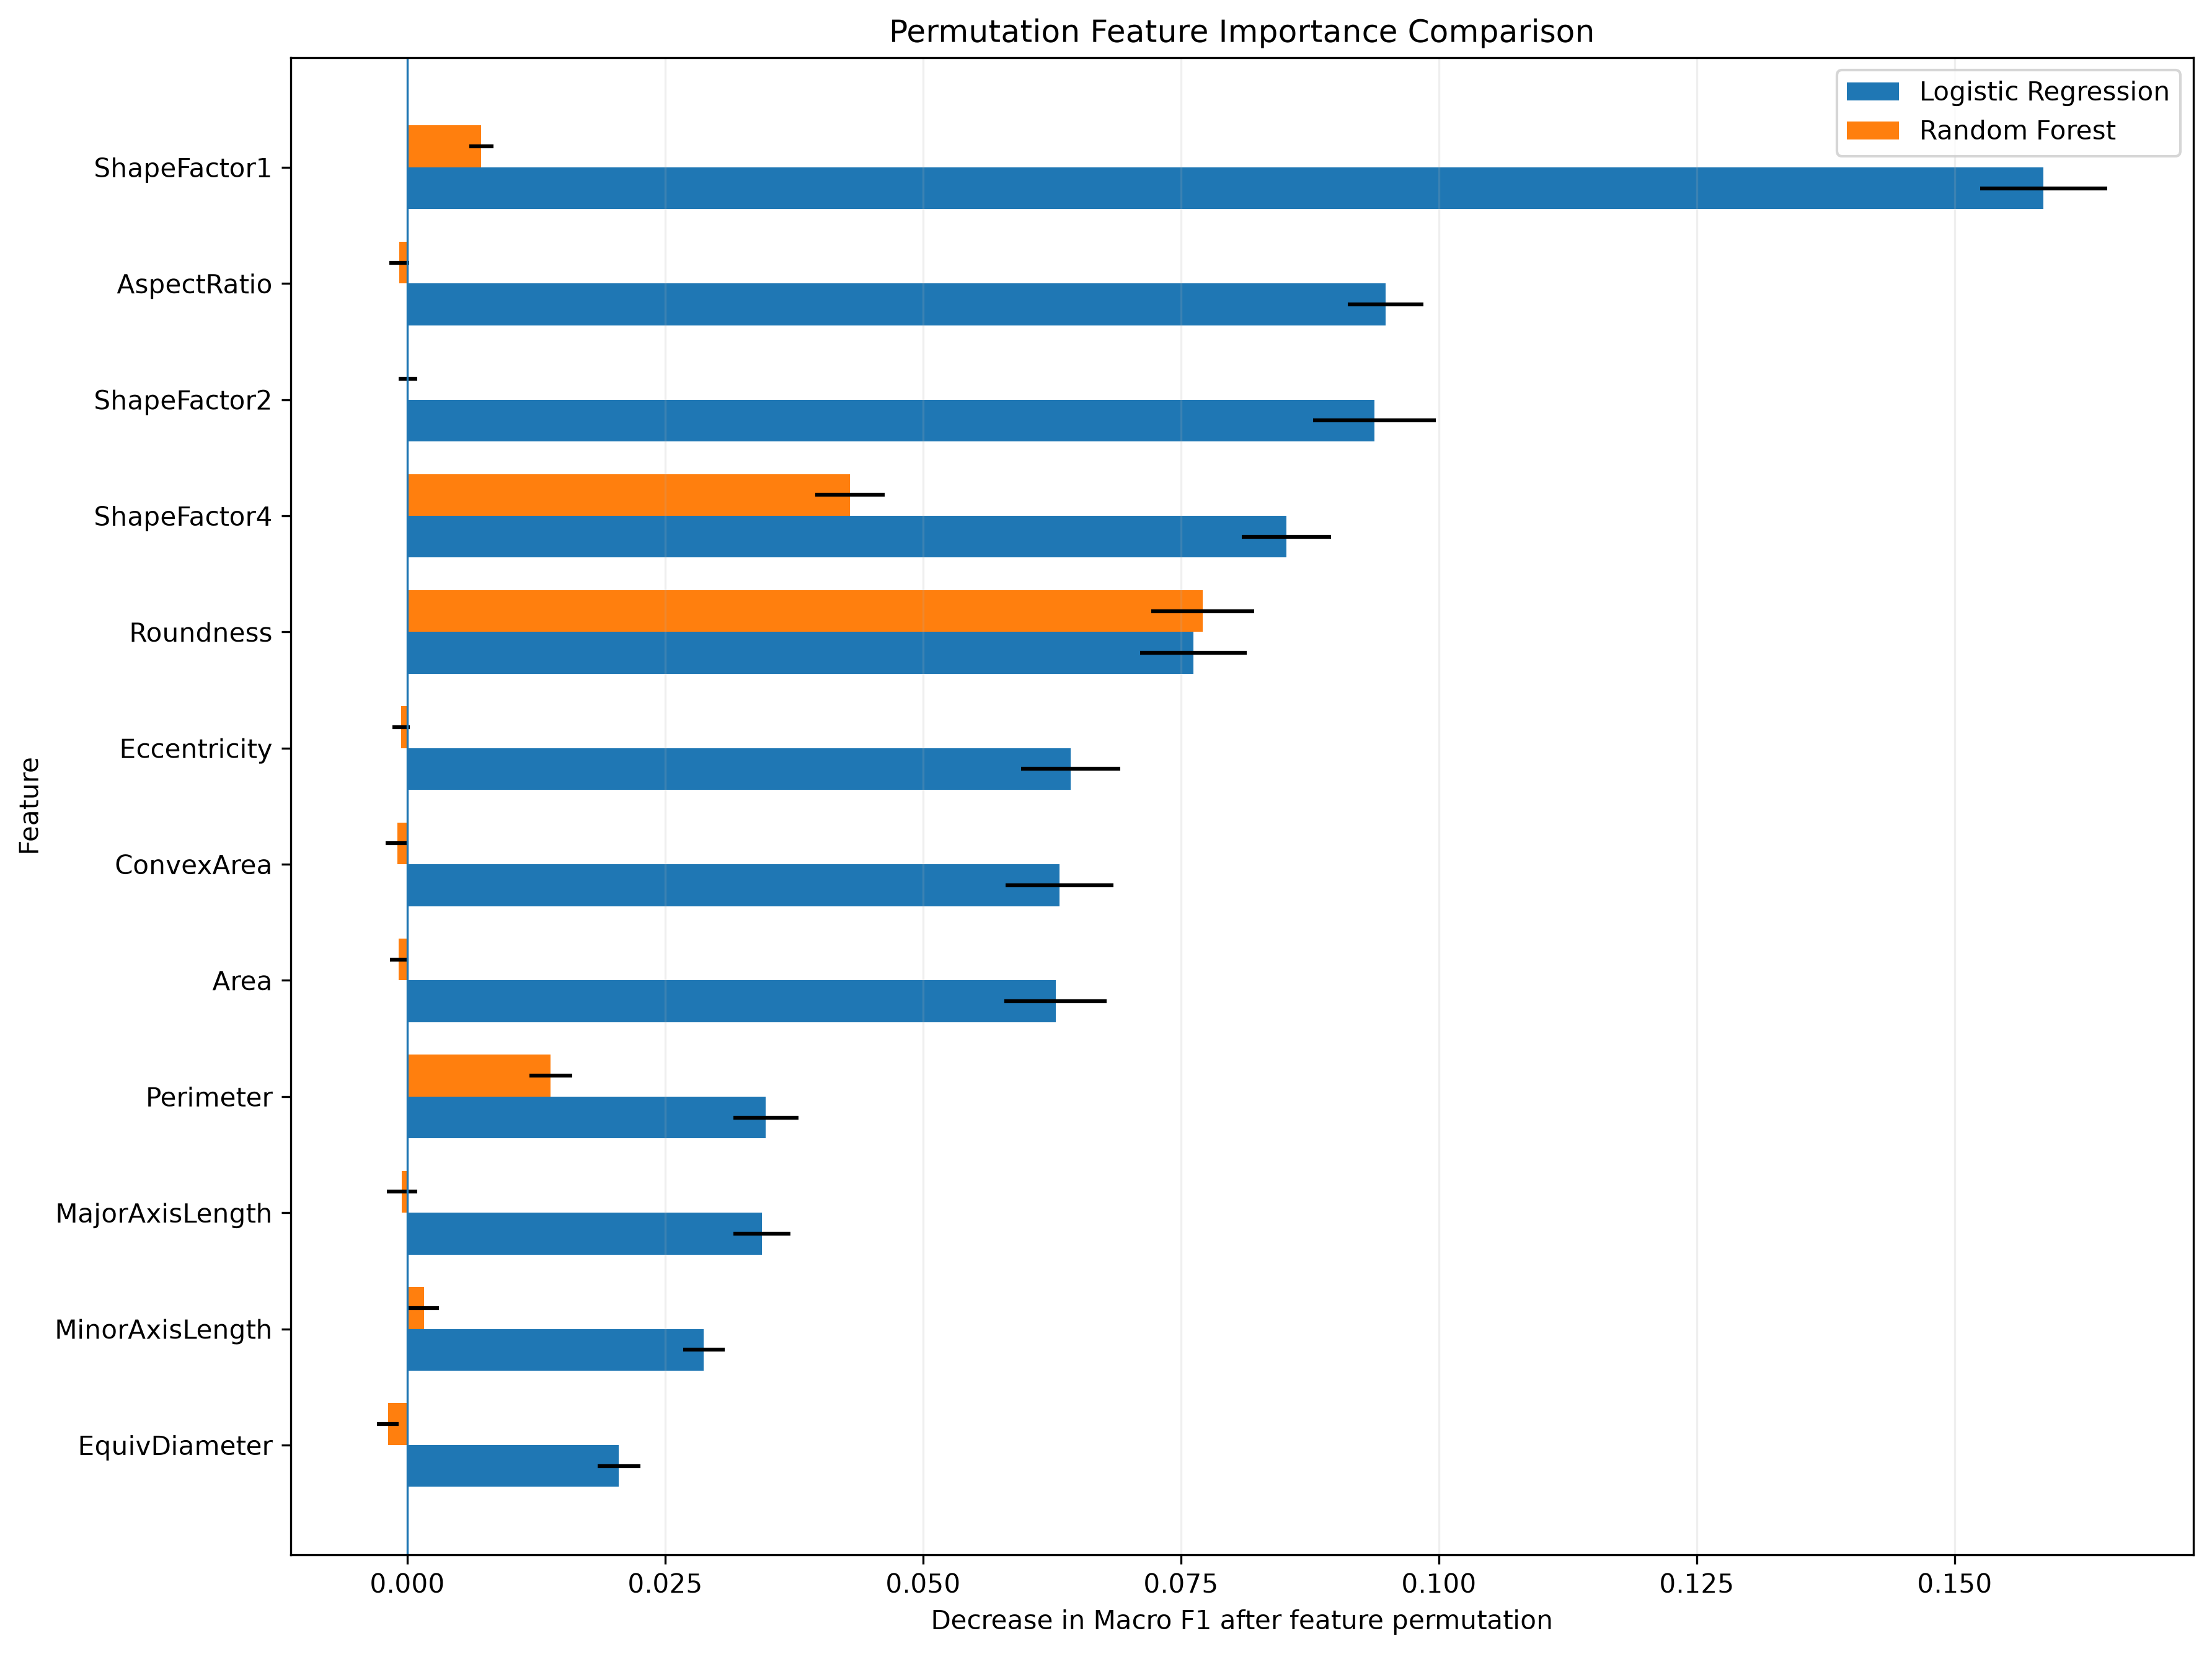 Permutation Feature Importance Comparison
Logistic Regression
Random Forest
Feature
ShapeFactor1
AspectRatio
ShapeFactor2
ShapeFactor4
Roundness
Eccentricity
ConvexArea
Area
Perimeter
MajorAxisLength
MinorAxisLength
EquivDiameter
0.000 0.025 0.050 0.075 0.100 0.125 0.150
Decrease in Macro F1 after feature permutation